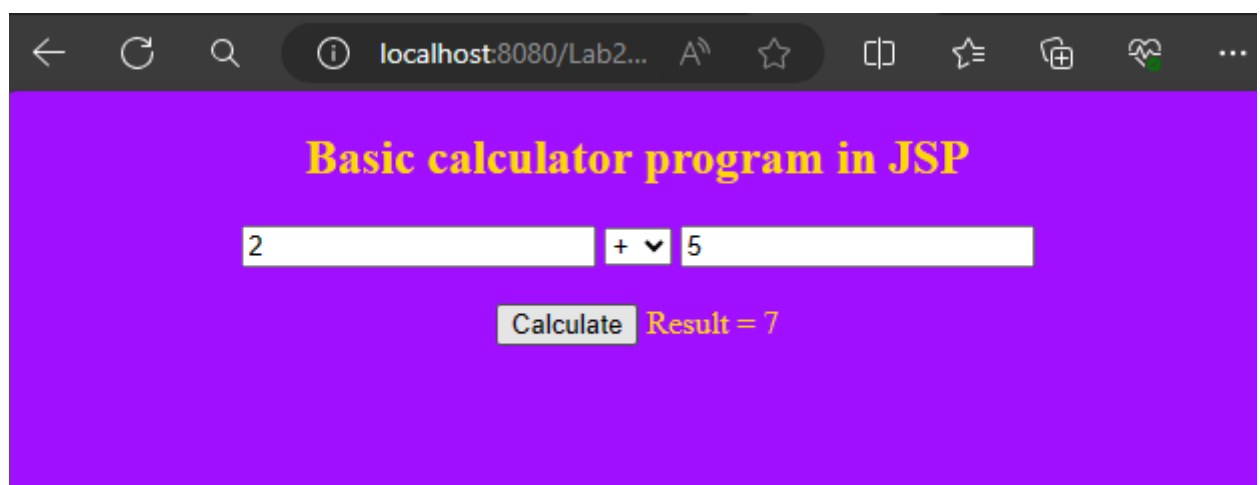 localhost:8080/Lab2...
Basic calculator program in JSP
2 + 5
Calculate Result = 7